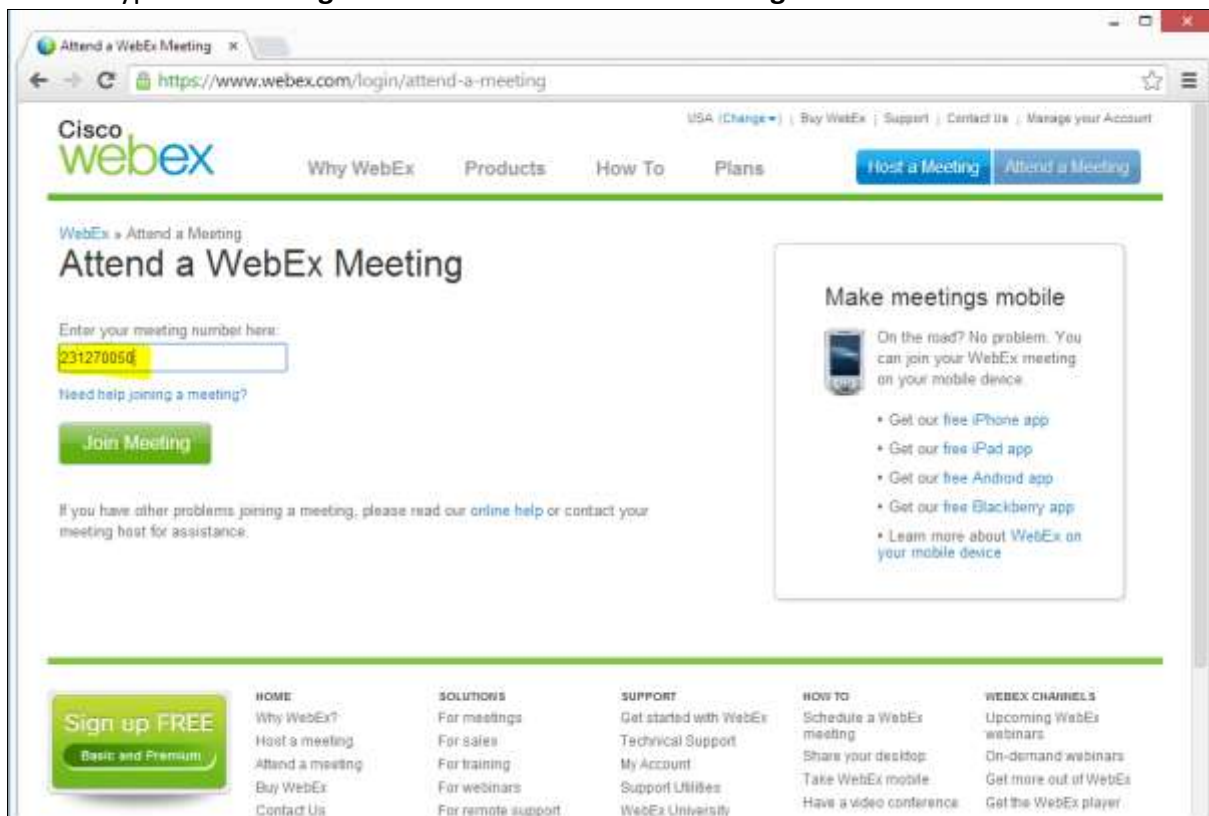 Attend a WebEx Meeting
https://www.webex.com/login/attend-a-meeting
USA (Change) | Buy WebEx | Support | Contact Us | Manage your Account
Cisco
webex
Why WebEx Products How To Plans Host a Meeting Attend a Meeting
WebEx » Attend a Meeting
Attend a WebEx Meeting
Enter your meeting number here:
231270050
Need help joining a meeting?
Join Meeting
If you have other problems joining a meeting, please read our online help or contact your
meeting host for assistance.
Make meetings mobile
On the road? No problem. You
can join your WebEx meeting
on your mobile device.
• Get our free iPhone app
• Get our free iPad app
• Get our free Android app
• Get our free Blackberry app
• Learn more about WebEx on
your mobile device
Sign up FREE
Basic and Premium
HOME
Why WebEx?
Host a meeting
Attend a meeting
Buy WebEx
Contact Us
SOLUTIONS
For meetings
For sales
For training
For webinars
For remote support
SUPPORT
Get started with WebEx
Technical Support
My Account
Support Utilities
WebEx University
HOW TO
Schedule a WebEx
meeting
Share your desktop
Take WebEx mobile
Have a video conference
WEBEX CHANNELS
Upcoming WebEx
webinars
On-demand webinars
Get more out of WebEx
Get the WebEx player